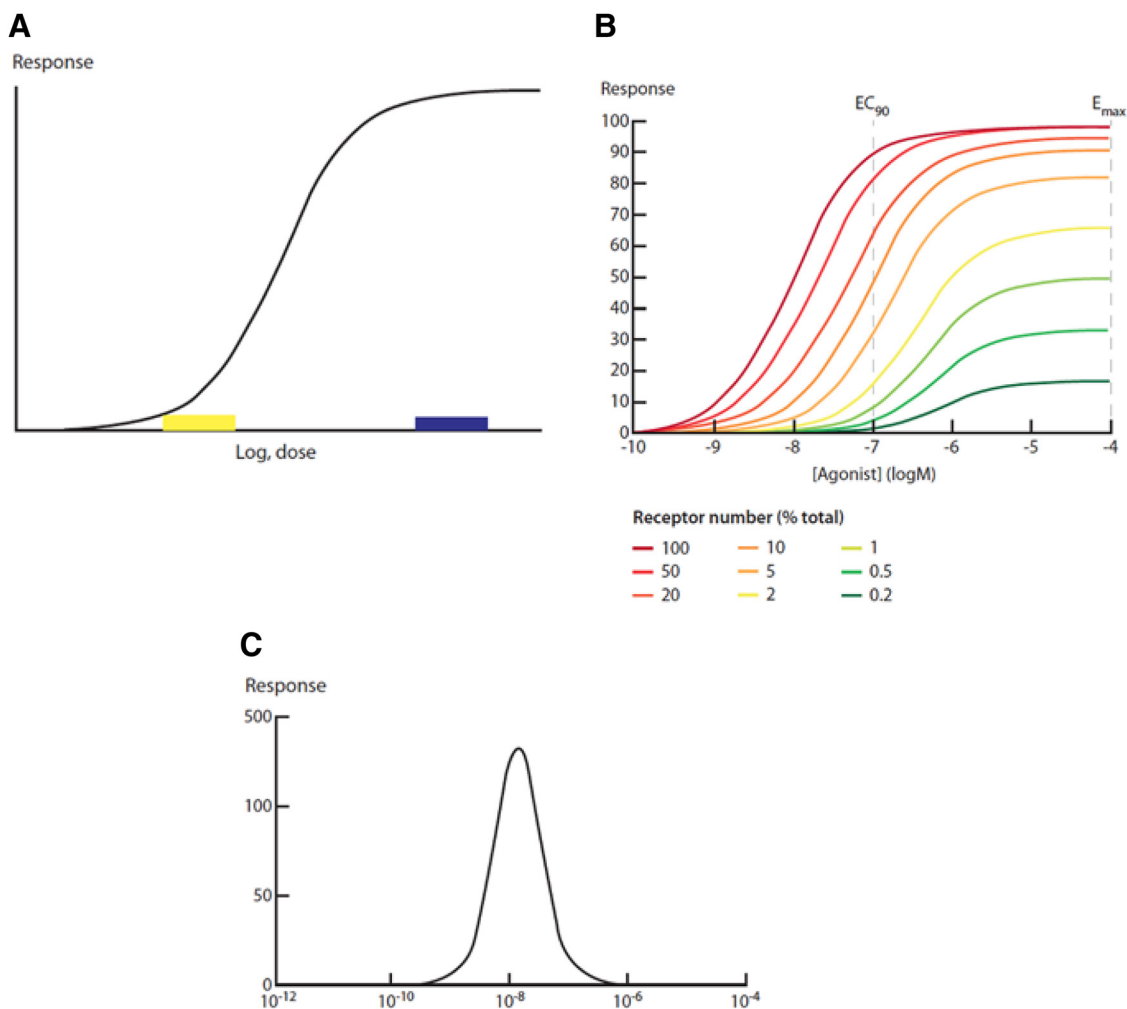 A
Response
Log, dose
B
Response
EC90
Emax
100
90
80
70
60
50
40
30
20
10
0
-10 -9 -8 -7 -6 -5 -4
[Agonist] (logM)
Receptor number (% total)
100 10 1
50 5 0.5
20 2 0.2
C
Response
500
100
50
0
10-12 10-10 10-8 10-6 10-4